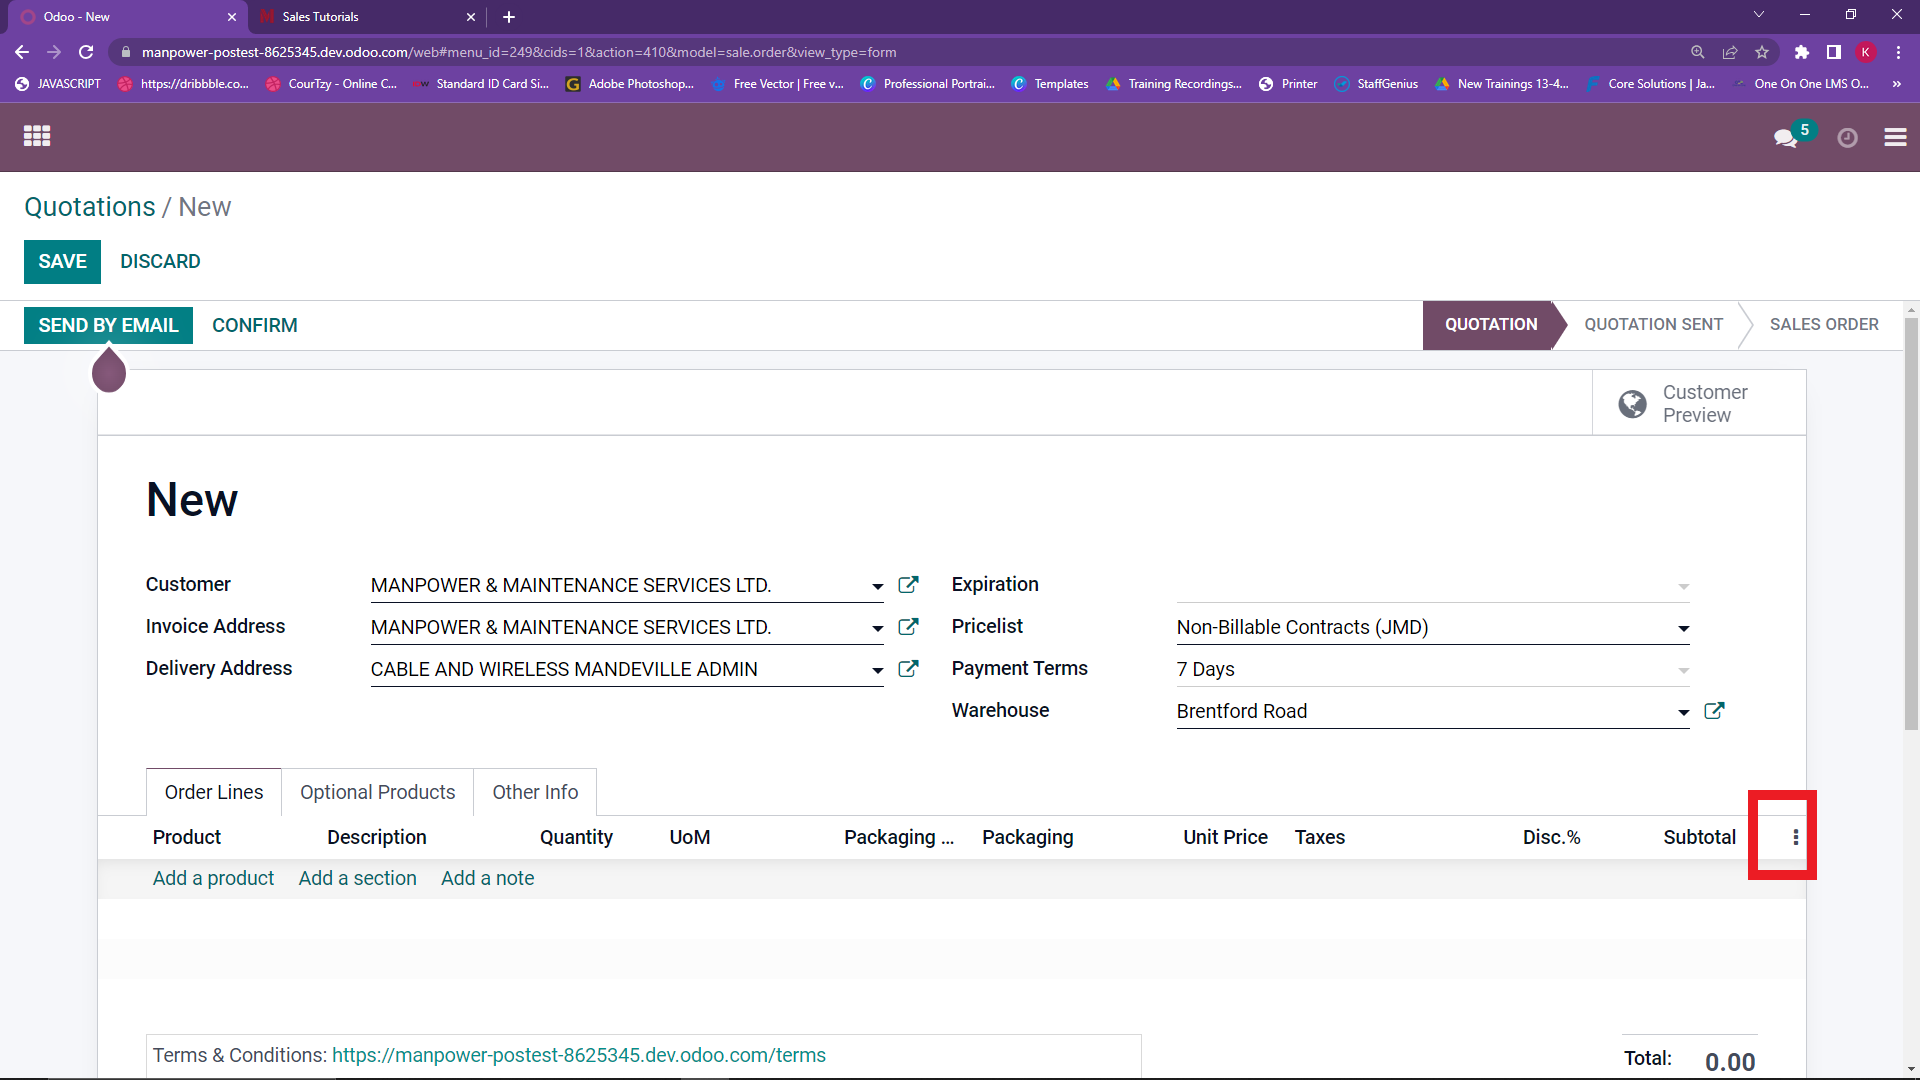 Odoo - New
Sales Tutorials
manpower-postest-8625345.dev.odoo.com/web#menu_id=249&cids=1&action=410&model=sale.order&view_type=form
K
JAVASCRIPT
https://dribbble.co...
CourTzy - Online C...
Standard ID Card Si...
Adobe Photoshop...
Free Vector | Free v...
Professional Portrai...
Templates
Training Recordings...
Printer
StaffGenius
New Trainings 13-4...
Core Solutions | Ja...
One On One LMS O...
5
Quotations / New
SAVE DISCARD
SEND BY EMAIL CONFIRM
QUOTATION QUOTATION SENT SALES ORDER
Customer
Preview
New
Customer MANPOWER & MAINTENANCE SERVICES LTD.
Expiration
Invoice Address MANPOWER & MAINTENANCE SERVICES LTD.
Pricelist Non-Billable Contracts (JMD)
Delivery Address CABLE AND WIRELESS MANDEVILLE ADMIN
Payment Terms 7 Days
Warehouse Brentford Road
Order Lines Optional Products Other Info
Product Description Quantity UoM Packaging ... Packaging Unit Price Taxes Disc.% Subtotal
Add a product Add a section Add a note
Terms & Conditions: https://manpower-postest-8625345.dev.odoo.com/terms
Total: 0.00